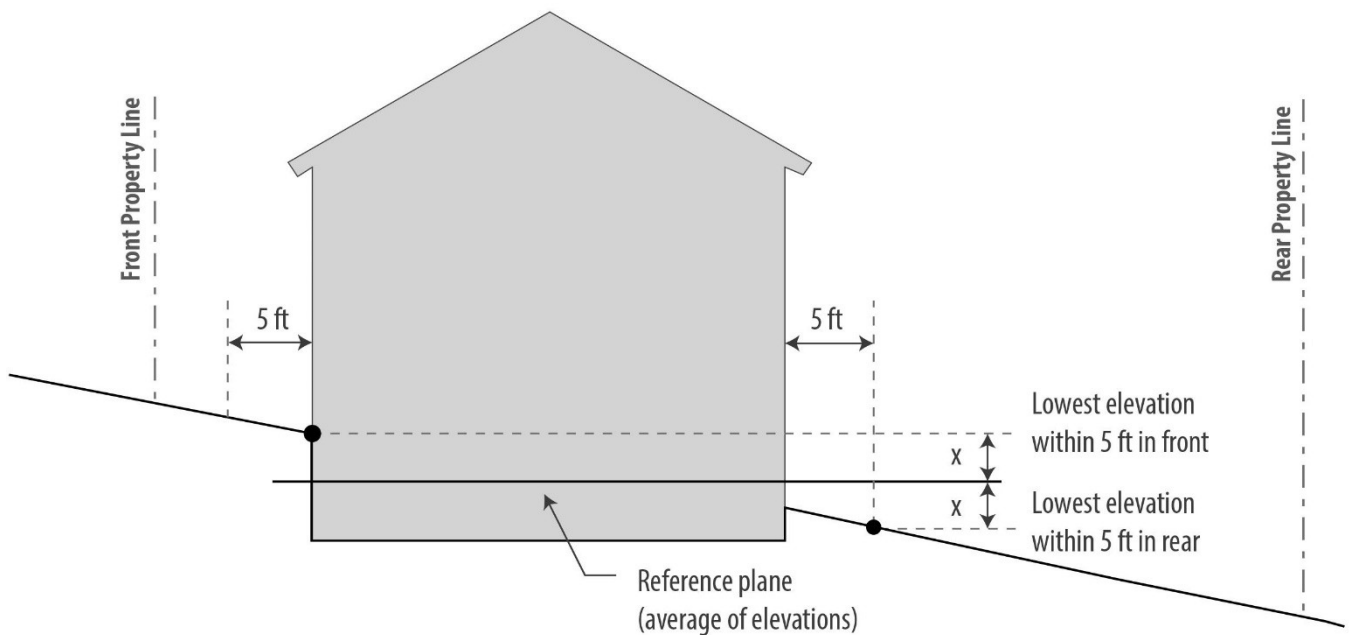 Front Property Line
Rear Property Line
5 ft
5 ft
Lowest elevation
within 5 ft in front
x
x
Lowest elevation
within 5 ft in rear
Reference plane
(average of elevations)